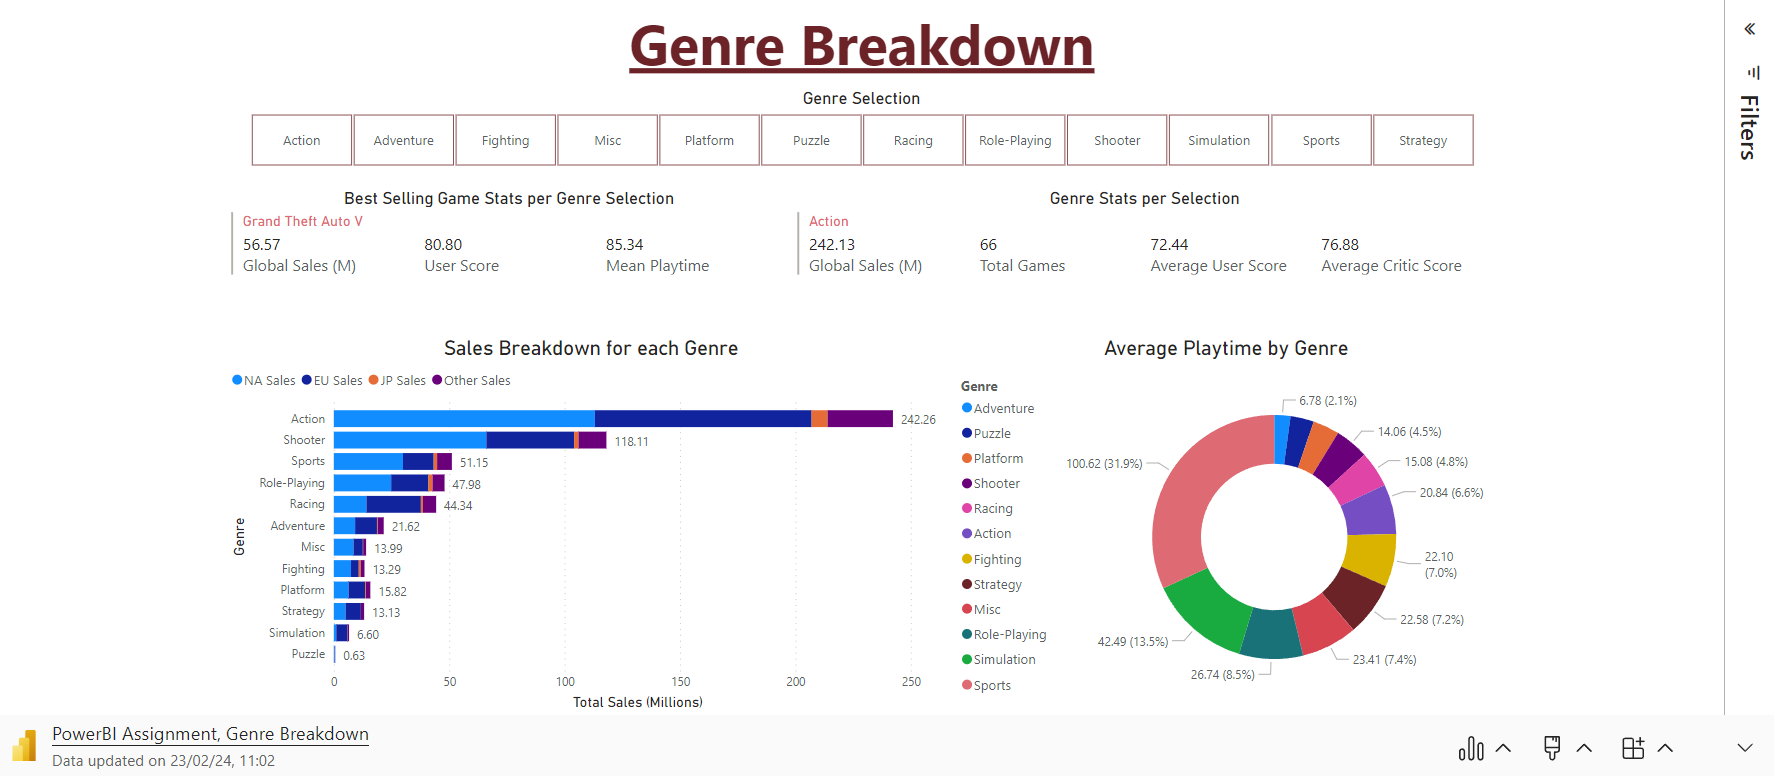 Genre Breakdown
Genre Selection
Action Adventure Fighting Misc Platform Puzzle Racing Role-Playing Shooter Simulation Sports Strategy
Best Selling Game Stats per Genre Selection
Grand Theft Auto V
56.57 80.80 85.34
Global Sales (M) User Score Mean Playtime
Genre Stats per Selection
Action
242.13 66 72.44 76.88
Global Sales (M) Total Games Average User Score Average Critic Score
Sales Breakdown for each Genre
NA Sales EU Sales JP Sales Other Sales
Genre
Action 242.26
Shooter 118.11
Sports 51.15
Role-Playing 47.98
Racing 44.34
Adventure 21.62
Misc 13.99
Fighting 13.29
Platform 15.82
Strategy 13.13
Simulation 6.60
Puzzle 0.63
0 50 100 150 200 250
Total Sales (Millions)
Average Playtime by Genre
Genre
Adventure
Puzzle
Platform
Shooter
Racing
Action
Fighting
Strategy
Misc
Role-Playing
Simulation
Sports
6.78 (2.1%)
14.06 (4.5%)
15.08 (4.8%)
20.84 (6.6%)
22.10
(7.0%)
22.58 (7.2%)
23.41 (7.4%)
26.74 (8.5%)
42.49 (13.5%)
100.62 (31.9%)
Filters
PowerBI Assignment, Genre Breakdown
Data updated on 23/02/24, 11:02